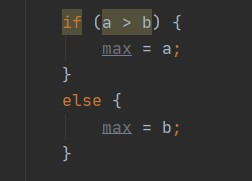 if (a > b) {
    max = a;
}
else {
    max = b;
}